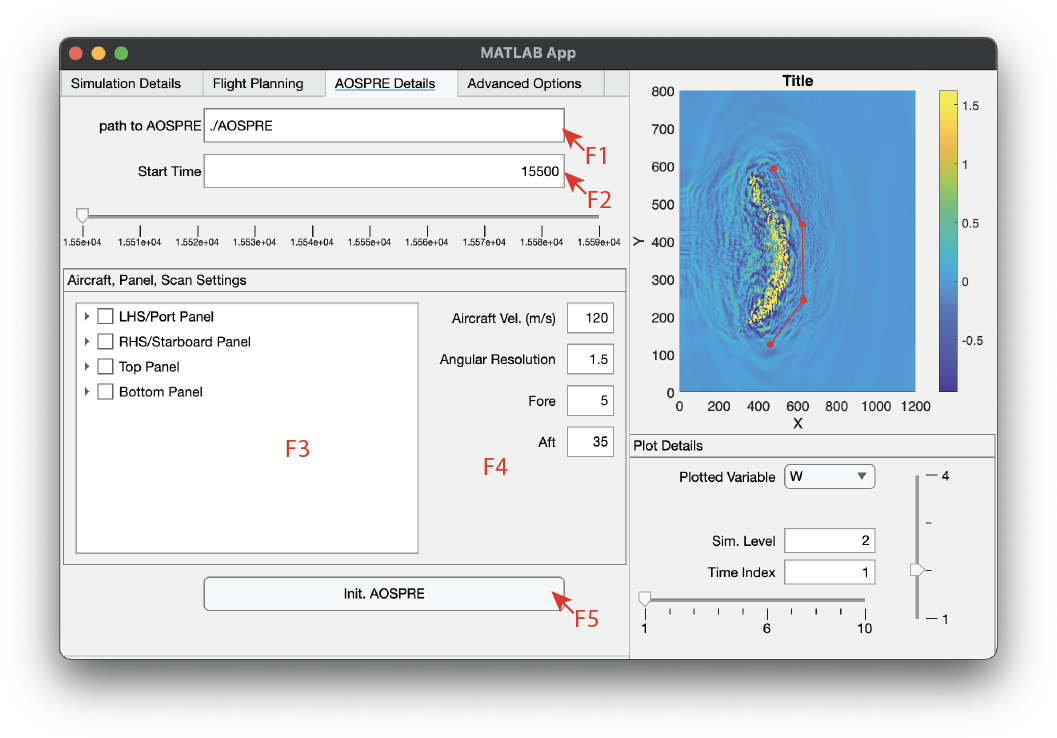 MATLAB App
Simulation Details
Flight Planning
AOSPRE Details
Advanced Options
path to AOSPRE
./AOSPRE
F1
Start Time
15500
F2
1.55e+04
1.551e+04
1.552e+04
1.553e+04
1.554e+04
1.555e+04
1.556e+04
1.557e+04
1.558e+04
1.559e+04
Aircraft, Panel, Scan Settings
LHS/Port Panel
RHS/Starboard Panel
Top Panel
Bottom Panel
F3
Aircraft Vel. (m/s)
120
Angular Resolution
1.5
Fore
5
Aft
35
F4
Init. AOSPRE
F5
Title
800
700
600
500
400
300
200
100
0
Y
0
200
400
600
800
1000
1200
X
1.5
1
0.5
0
-0.5
Plot Details
Plotted Variable
W
Sim. Level
2
Time Index
1
1
6
10
4
1